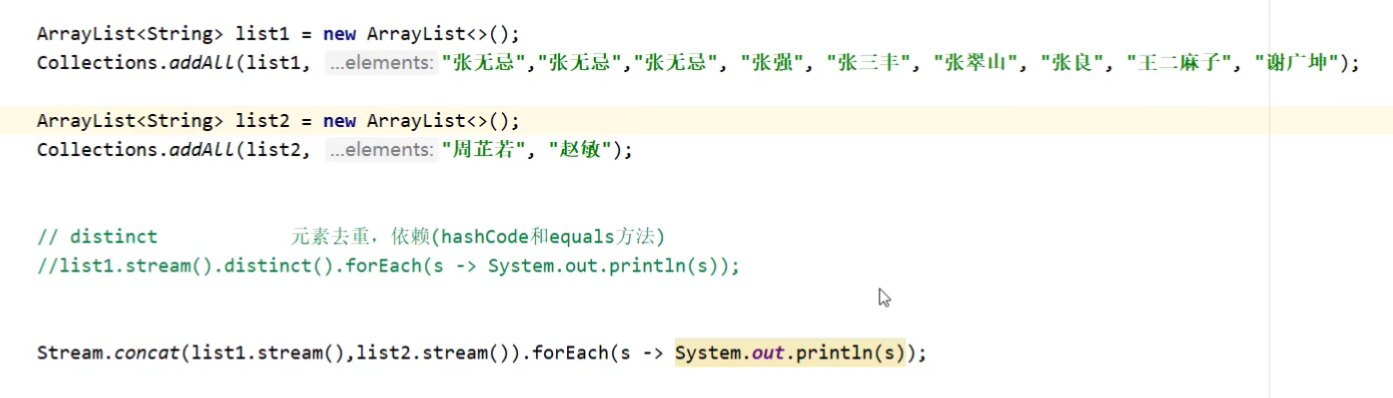 ArrayList<String> list1 = new ArrayList<>();
Collections.addAll(list1, ...elements: "张无忌","张无忌","张无忌", "张强", "张三丰", "张翠山", "张良", "王二麻子", "谢广坤");
ArrayList<String> list2 = new ArrayList<>();
Collections.addAll(list2, ...elements: "周芷若", "赵敏");
// distinct 元素去重，依赖(hashCode和equals方法)
//list1.stream().distinct().forEach(s -> System.out.println(s));
Stream.concat(list1.stream(),list2.stream()).forEach(s -> System.out.println(s));